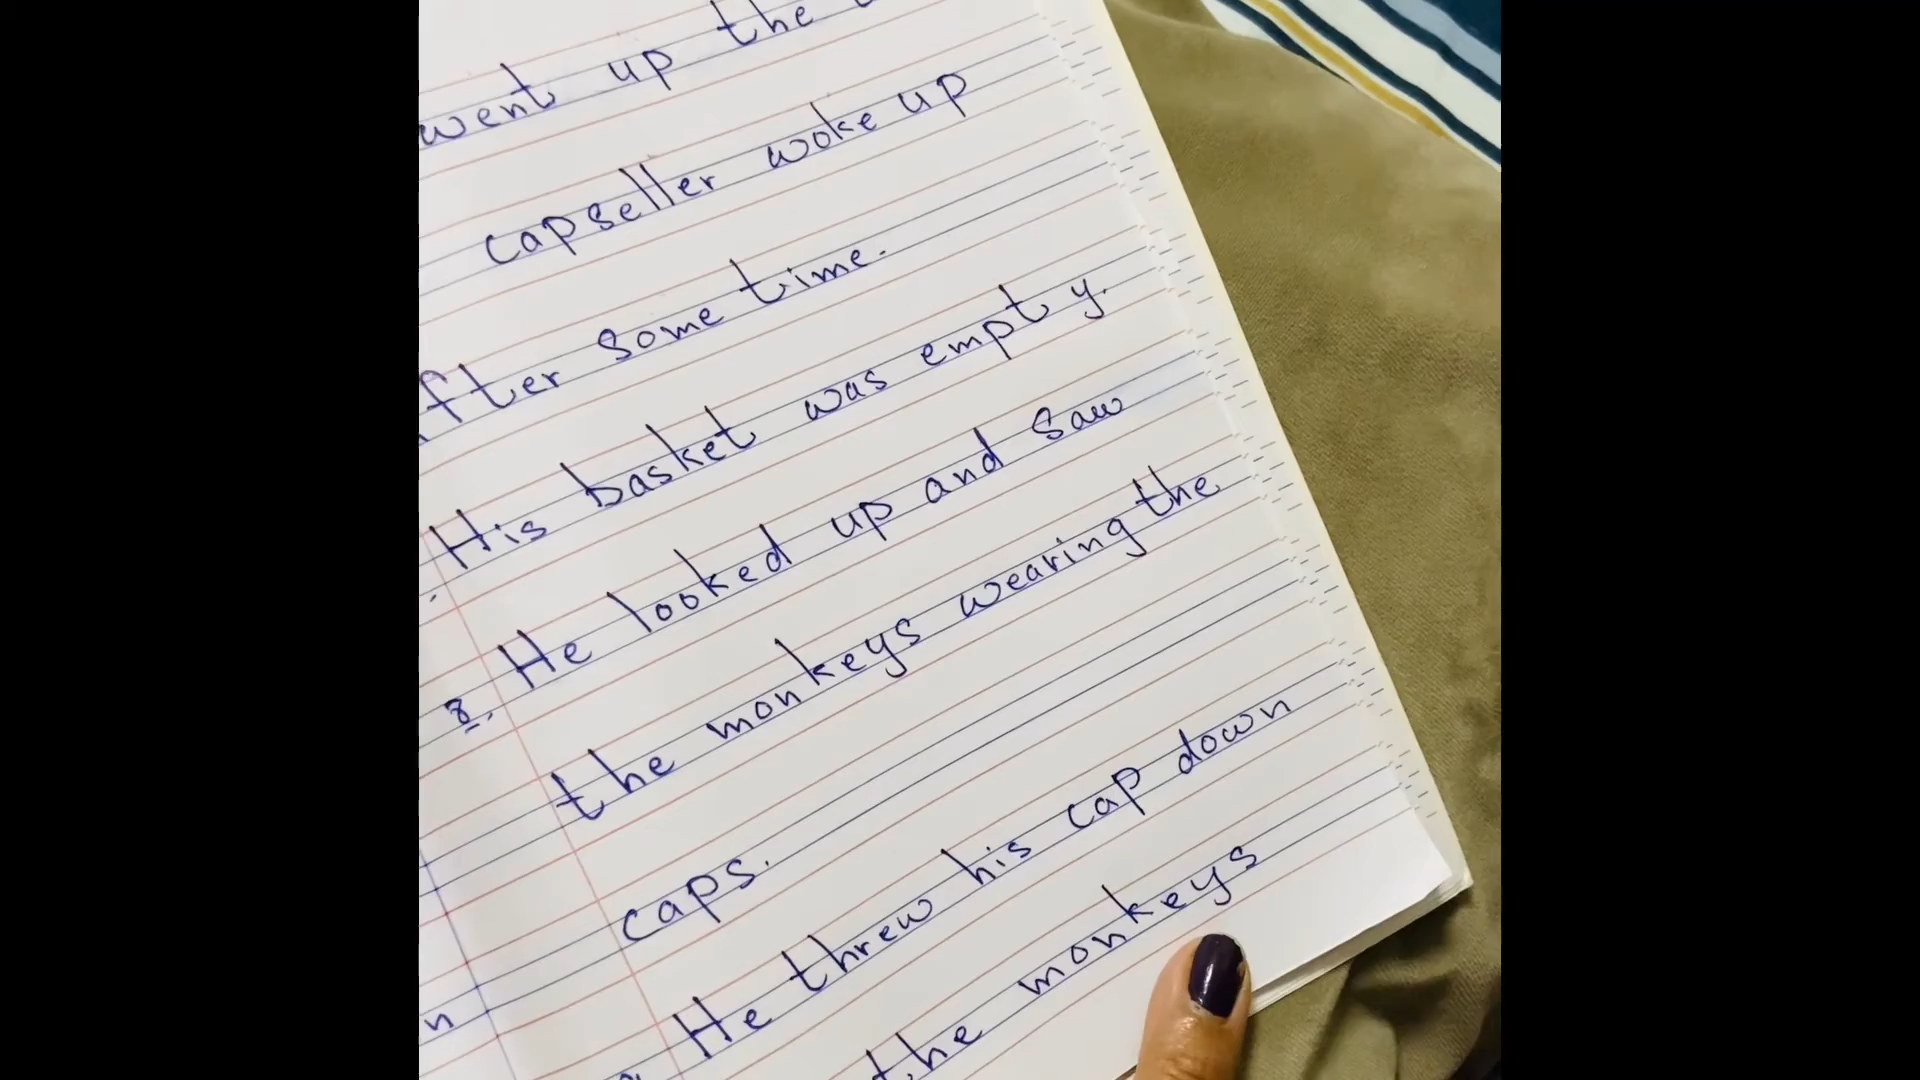 went up the
capseller woke up
fter some time.
His basket was empty.
8. He looked up and saw
the monkeys wearing the
caps.
He threw his cap down
the monkeys
n